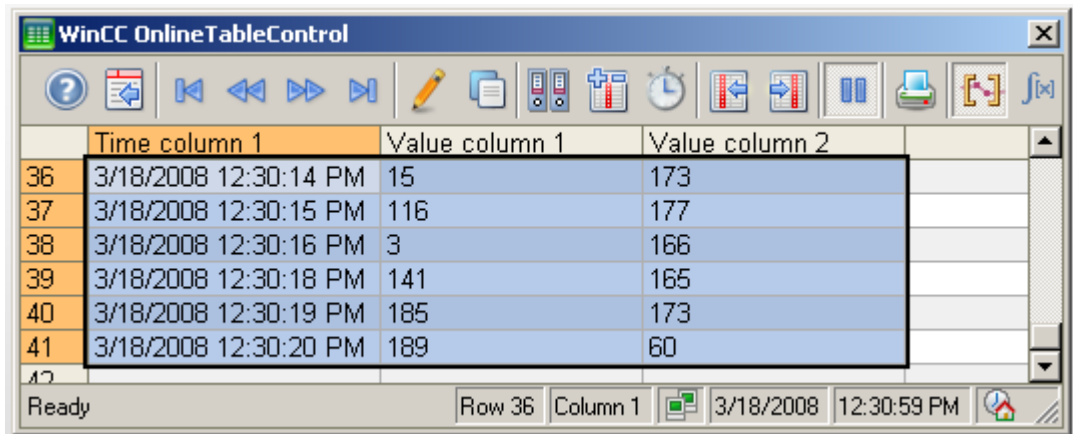 WinCC OnlineTableControl
Time column 1 Value column 1 Value column 2
36 3/18/2008 12:30:14 PM 15 173
37 3/18/2008 12:30:15 PM 116 177
38 3/18/2008 12:30:16 PM 3 166
39 3/18/2008 12:30:18 PM 141 165
40 3/18/2008 12:30:19 PM 185 173
41 3/18/2008 12:30:20 PM 189 60
42
Ready Row 36 Column 1 3/18/2008 12:30:59 PM